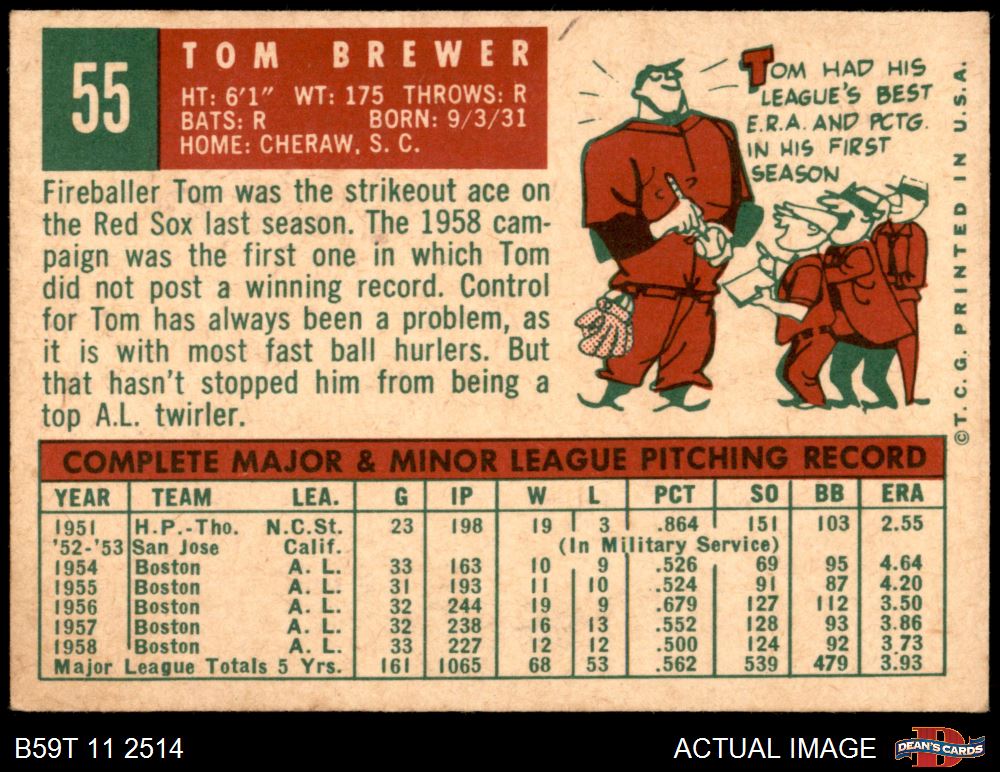 55
TOM BREWER
HT: 6'1" WT: 175 THROWS: R
BATS: R BORN: 9/3/31
HOME: CHERAW, S. C.
TOM HAD HIS
LEAGUE'S BEST
E.R.A. AND PCTG.
IN HIS FIRST
SEASON
Fireballer Tom was the strikeout ace on
the Red Sox last season. The 1958 cam-
paign was the first one in which Tom
did not post a winning record. Control
for Tom has always been a problem, as
it is with most fast ball hurlers. But
that hasn't stopped him from being a
top A.L. twirler.
©T. C. G. PRINTED IN U.S.A.
COMPLETE MAJOR & MINOR LEAGUE PITCHING RECORD
YEAR TEAM LEA. G IP W L PCT SO BB ERA
1951 H.P.-Tho. N.C.St. 23 198 19 3 .864 151 103 2.55
'52-'53 San Jose Calif. (In Military Service)
1954 Boston A. L. 33 163 10 9 .526 69 95 4.64
1955 Boston A. L. 31 193 11 10 .524 91 87 4.20
1956 Boston A. L. 32 244 19 9 .679 127 112 3.50
1957 Boston A. L. 32 238 16 13 .552 128 93 3.86
1958 Boston A. L. 33 227 12 12 .500 124 92 3.73
Major League Totals 5 Yrs. 161 1065 68 53 .562 539 479 3.93
B59T 11 2514
ACTUAL IMAGE
DEAN'S CARDS